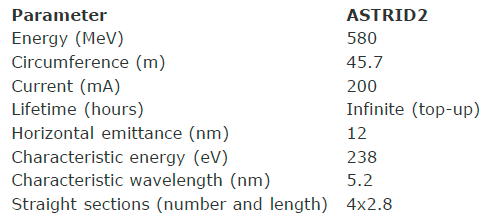 Parameter ASTRID2
Energy (MeV) 580
Circumference (m) 45.7
Current (mA) 200
Lifetime (hours) Infinite (top-up)
Horizontal emittance (nm) 12
Characteristic energy (eV) 238
Characteristic wavelength (nm) 5.2
Straight sections (number and length) 4x2.8